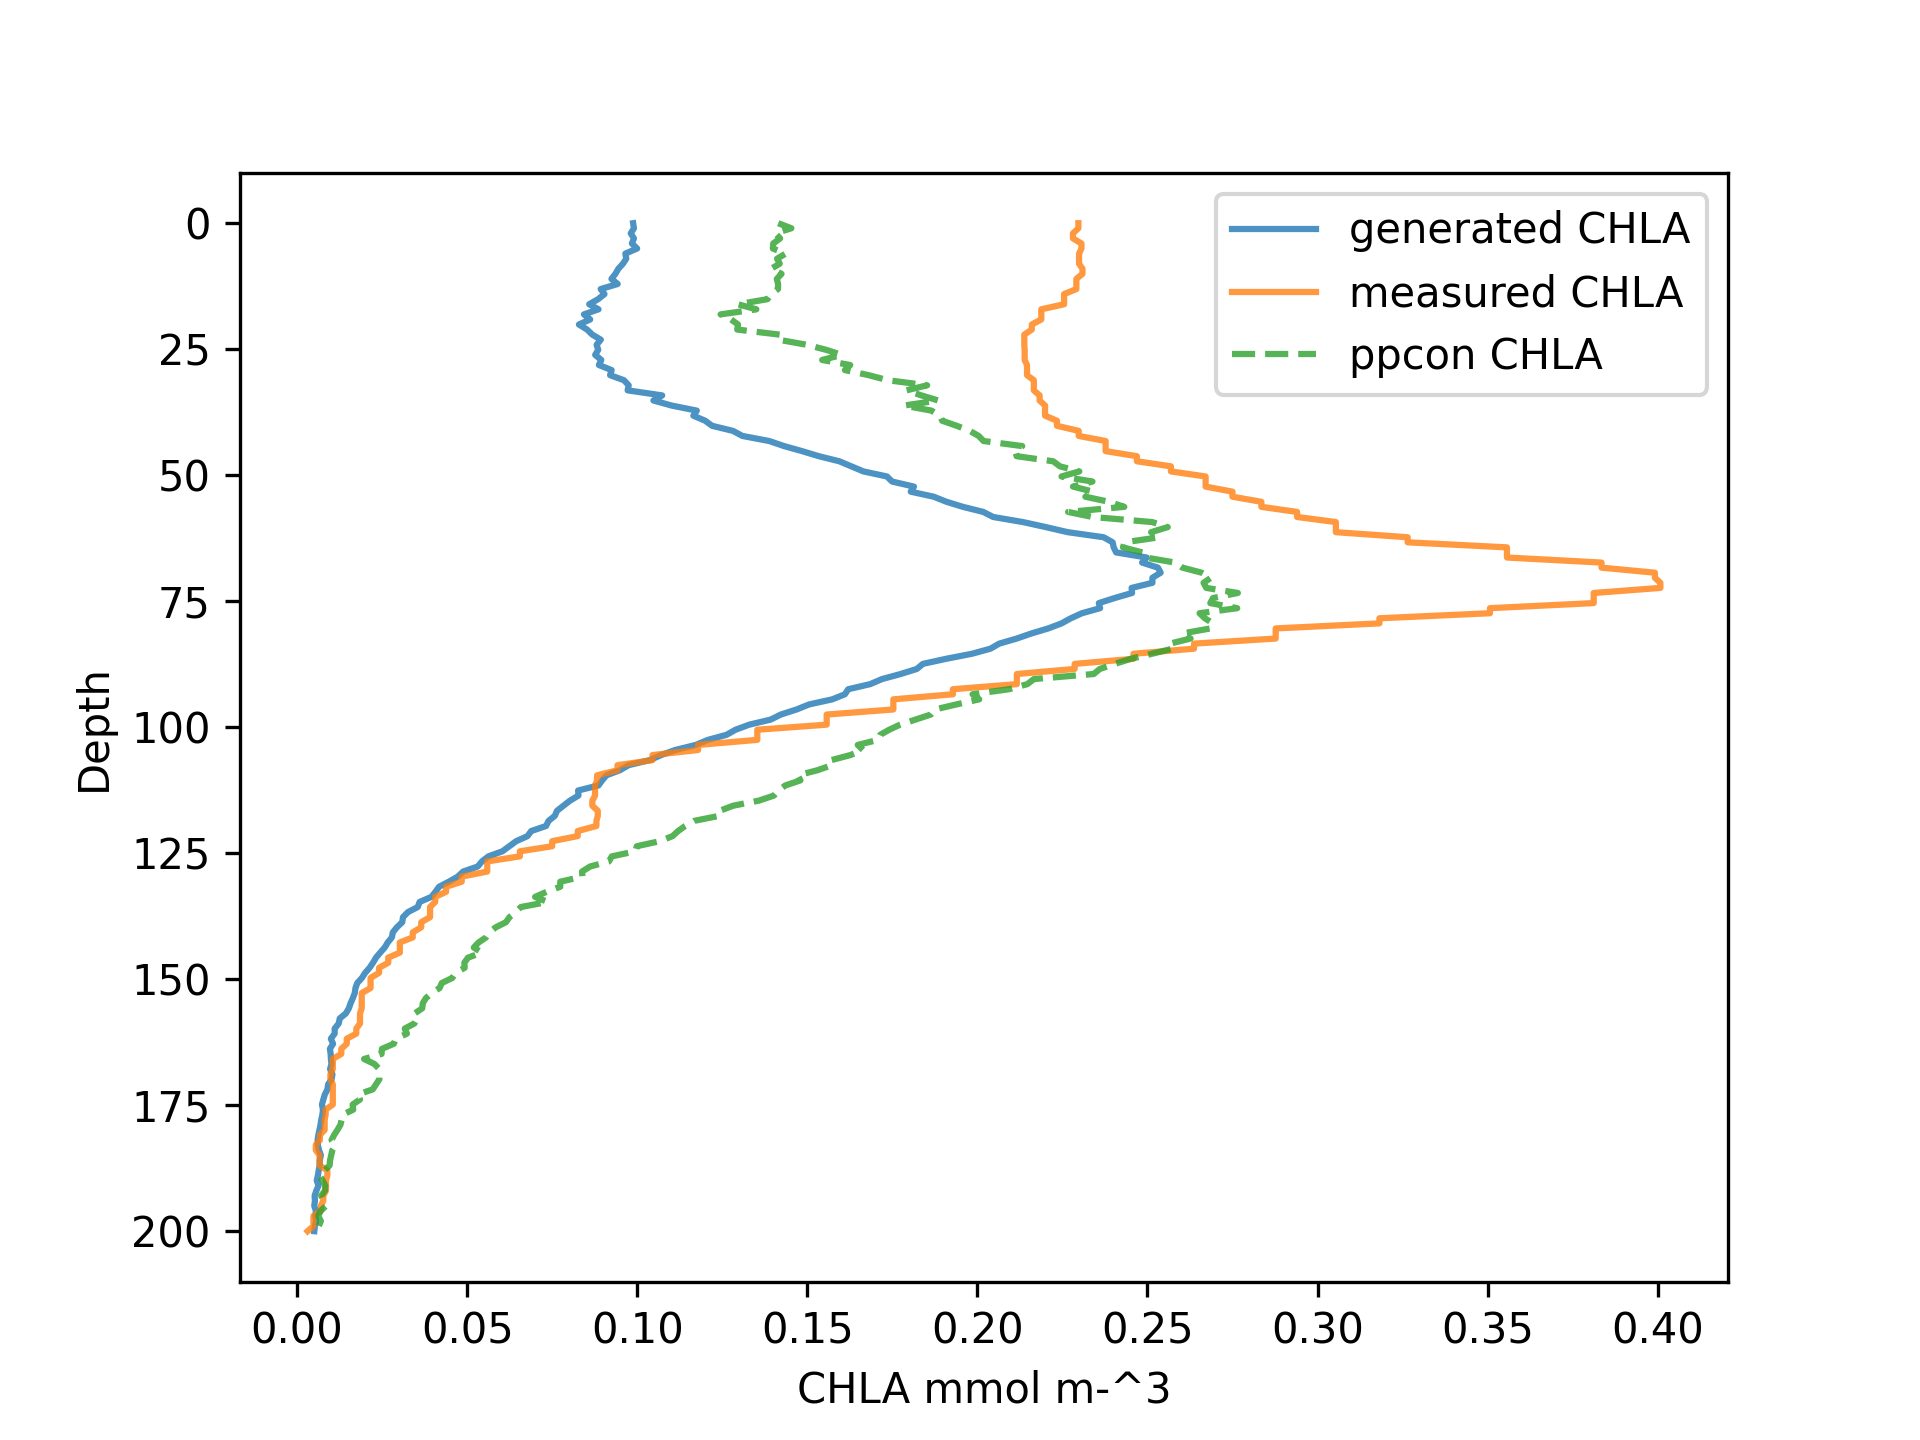 generated CHLA
measured CHLA
ppcon CHLA
0
25
50
75
100
125
150
175
200
Depth
0.00 0.05 0.10 0.15 0.20 0.25 0.30 0.35 0.40
CHLA mmol m-^3